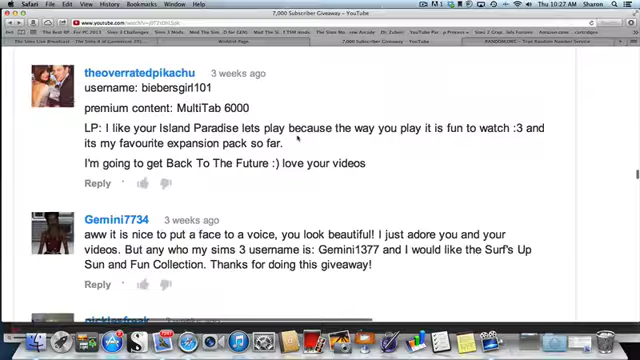 Safari File Edit View History Bookmarks Window Help
Thu 10:27 AM Sharon
7,000 Subscriber Giveaway - YouTube
www.youtube.com
Sims 3 Challenges
theoverratedpikachu 3 weeks ago
username: biebersgirl101
premium content: MultiTab 6000
LP: I like your Island Paradise lets play because the way you play it is fun to watch :3 and
its my favourite expansion pack so far.
I'm going to get Back To The Future :) love your videos
Reply
Gemini7734 3 weeks ago
aww it is nice to put a face to a voice, you look beautiful! I just adore you and your
videos. But any who my sims 3 username is: Gemini1377 and I would like the Surf's Up
Sun and Fun Collection. Thanks for doing this giveaway!
Reply